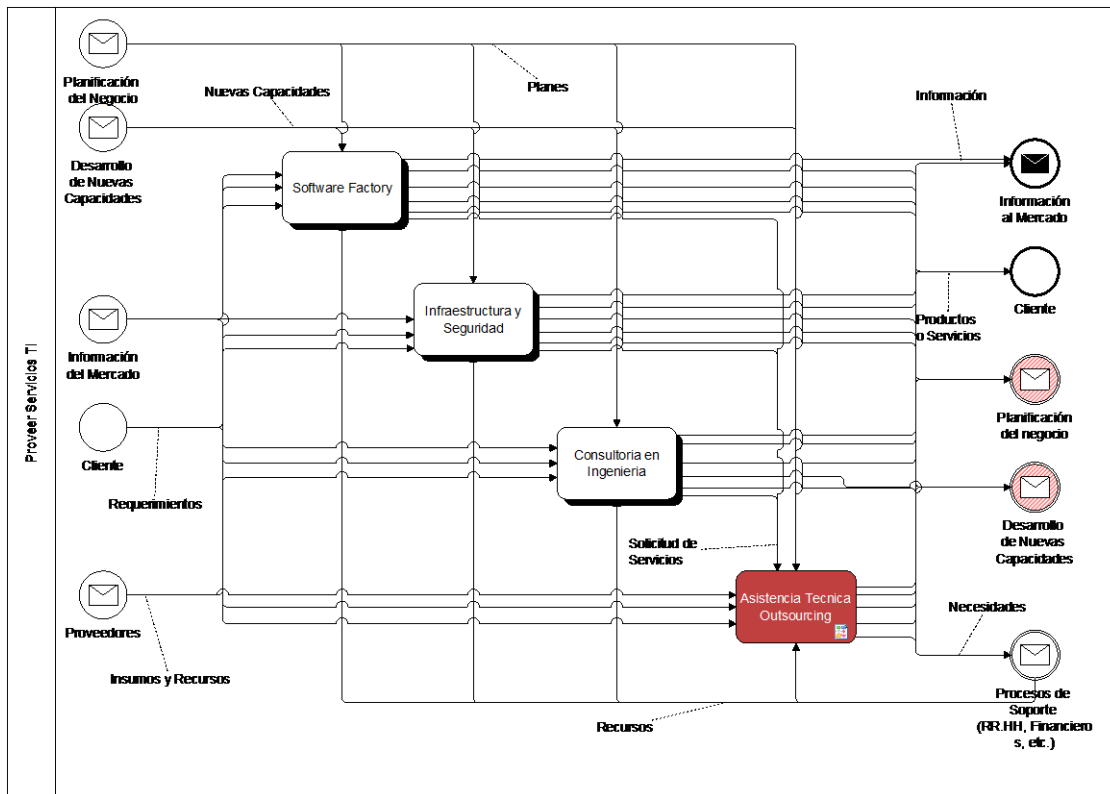 Proveer Servicios TI
Planificación
del Negocio
Nuevas Capacidades
Planes
Información
Desarrollo
de Nuevas
Capacidades
Software Factory
Información
al Mercado
Infraestructura y
Seguridad
Cliente
Productos
o Servicios
Información
del Mercado
Planificación
del negocio
Cliente
Consultoria en
Ingenieria
Requerimientos
Desarrollo
de Nuevas
Capacidades
Solicitud de
Servicios
Asistencia Tecnica
Outsourcing
Necesidades
Proveedores
Insumos y Recursos
Recursos
Procesos de
Soporte
(RR.HH, Financiero
s, etc.)